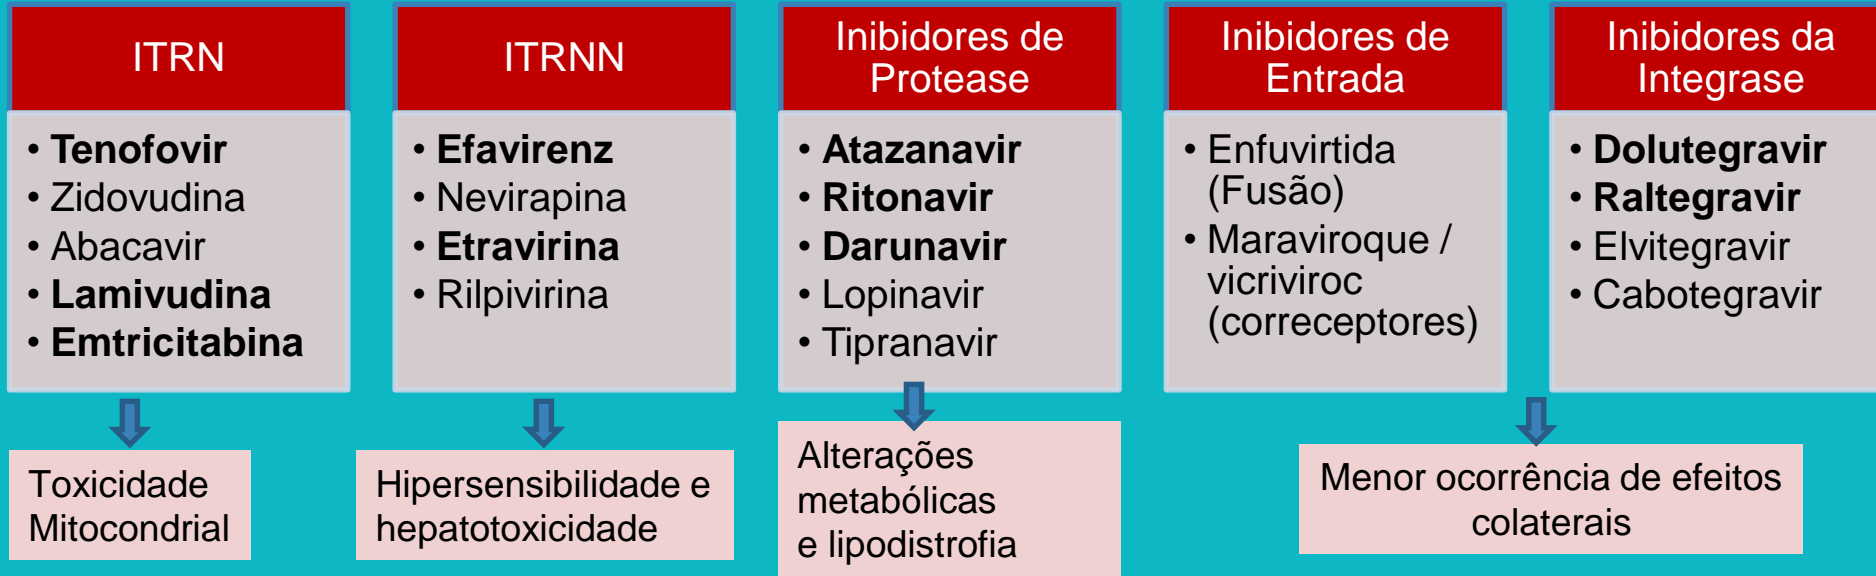 ITRN
• Tenofovir
• Zidovudina
• Abacavir
• Lamivudina
• Emtricitabina
Toxicidade
Mitocondrial
ITRNN
• Efavirenz
• Nevirapina
• Etravirina
• Rilpivirina
Hipersensibilidade e
hepatotoxicidade
Inibidores de
Protease
• Atazanavir
• Ritonavir
• Darunavir
• Lopinavir
• Tipranavir
Alterações
metabólicas
e lipodistrofia
Inibidores de
Entrada
• Enfuvirtida
(Fusão)
• Maraviroque /
vicriviroc
(correceptores)
Inibidores da
Integrase
• Dolutegravir
• Raltegravir
• Elvitegravir
• Cabotegravir
Menor ocorrência de efeitos
colaterais